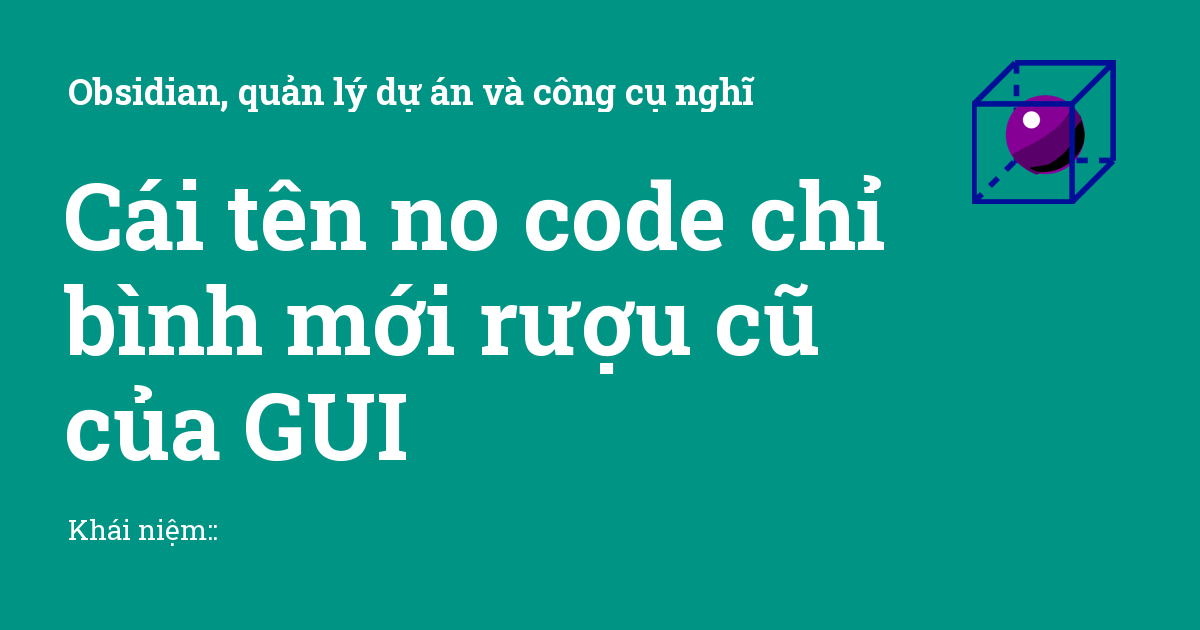 Obsidian, quản lý dự án và công cụ nghĩ
Cái tên no code chỉ
bình mới rượu cũ
của GUI
Khái niệm::